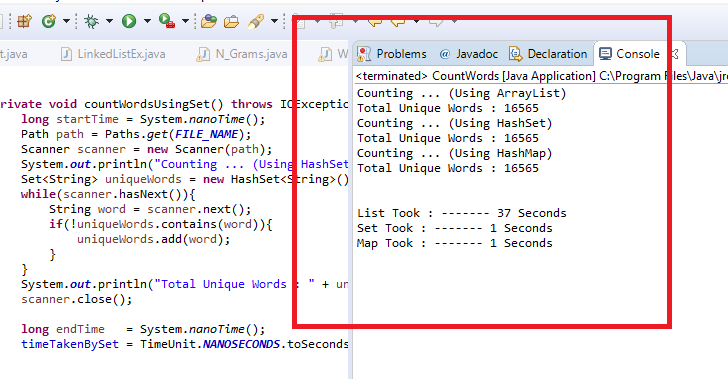 t.java LinkedListEx.java N_Grams.java W
rivate void countWordsUsingSet() throws IOException
long startTime = System.nanoTime();
Path path = Paths.get(FILE_NAME);
Scanner scanner = new Scanner(path);
System.out.println("Counting ... (Using HashSet
Set<String> uniqueWords = new HashSet<String>()
while(scanner.hasNext()){
String word = scanner.next();
if(!uniqueWords.contains(word)){
uniqueWords.add(word);
}
}
System.out.println("Total Unique Words : " + un
scanner.close();
long endTime   = System.nanoTime();
timeTakenBySet = TimeUnit.NANOSECONDS.toSeconds
Problems @ Javadoc Declaration Console
<terminated> CountWords [Java Application] C:\Program Files\Java\jre
Counting ... (Using ArrayList)
Total Unique Words : 16565
Counting ... (Using HashSet)
Total Unique Words : 16565
Counting ... (Using HashMap)
Total Unique Words : 16565
List Took : ------- 37 Seconds
Set Took : ------- 1 Seconds
Map Took : ------- 1 Seconds